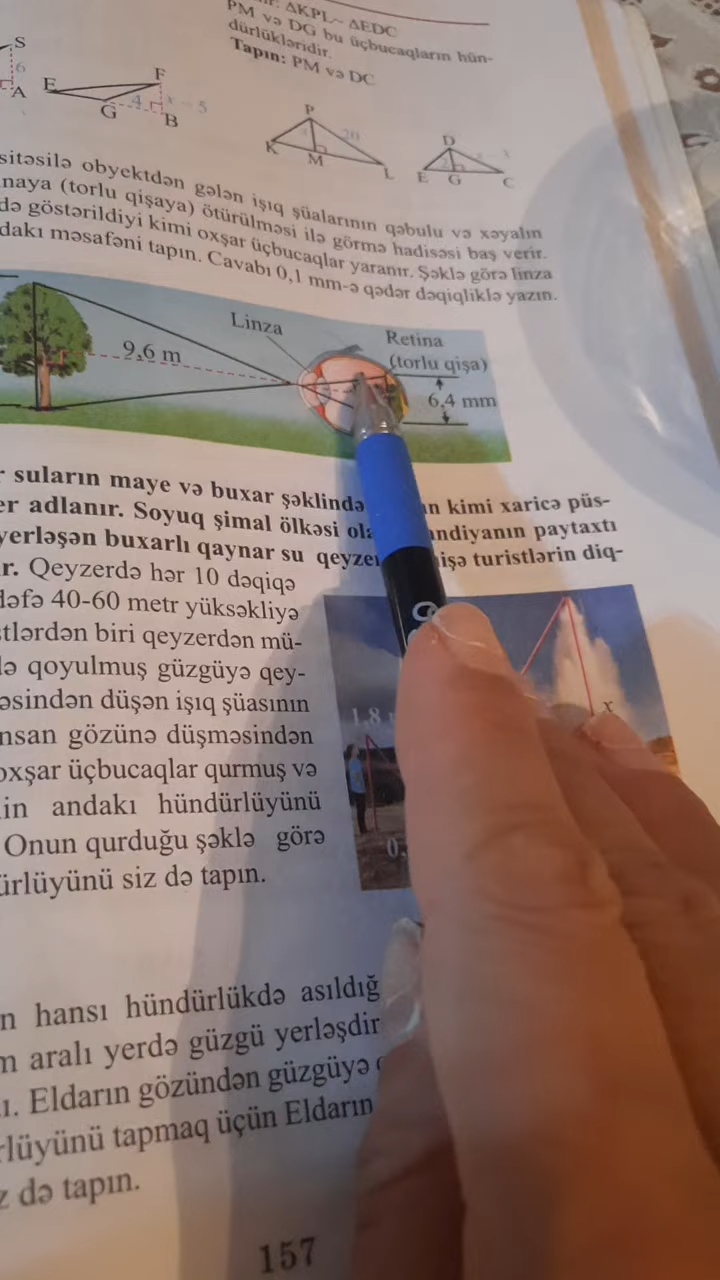 ΔKPL~ ΔEDC
PM və DG bu üçbucaqların hün-
dürlükləridir.
Tapın: PM və DC
S
6
A
E
F
G
4
x - 5
B
P
20
K
M
L
D
E
G
C
sitəsilə obyektdən gələn işıq şüalarının qəbulu və xəyalın
naya (torlu qişaya) ötürülməsi ilə görmə hadisəsi baş verir.
də göstərildiyi kimi oxşar üçbucaqlar yaranır. Şəklə görə linza
dakı məsafəni tapın. Cavabı 0,1 mm-ə qədər dəqiqliklə yazın.
Linza
Retina
(torlu qişa)
9,6 m
6,4 mm
r suların maye və buxar şəklində n kimi xaricə püs-
er adlanır. Soyuq şimal ölkəsi ola ndiyanın paytaxtı
yerləşən buxarlı qaynar su qeyze işə turistlərin diq-
r. Qeyzerdə hər 10 dəqiqə
dəfə 40-60 metr yüksəkliyə
tlərdən biri qeyzerdən mü-
lə qoyulmuş güzgüyə qey-
əsindən düşən işıq şüasının
nsan gözünə düşməsindən
oxşar üçbucaqlar qurmuş və
in andakı hündürlüyünü
Onun qurduğu şəklə görə
ürlüyünü siz də tapın.
1,8
x
0,
n hansı hündürlükdə asıldığ
m aralı yerdə güzgü yerləşdir
ı. Eldarın gözündən güzgüyə
rlüyünü tapmaq üçün Eldarın
z də tapın.
157